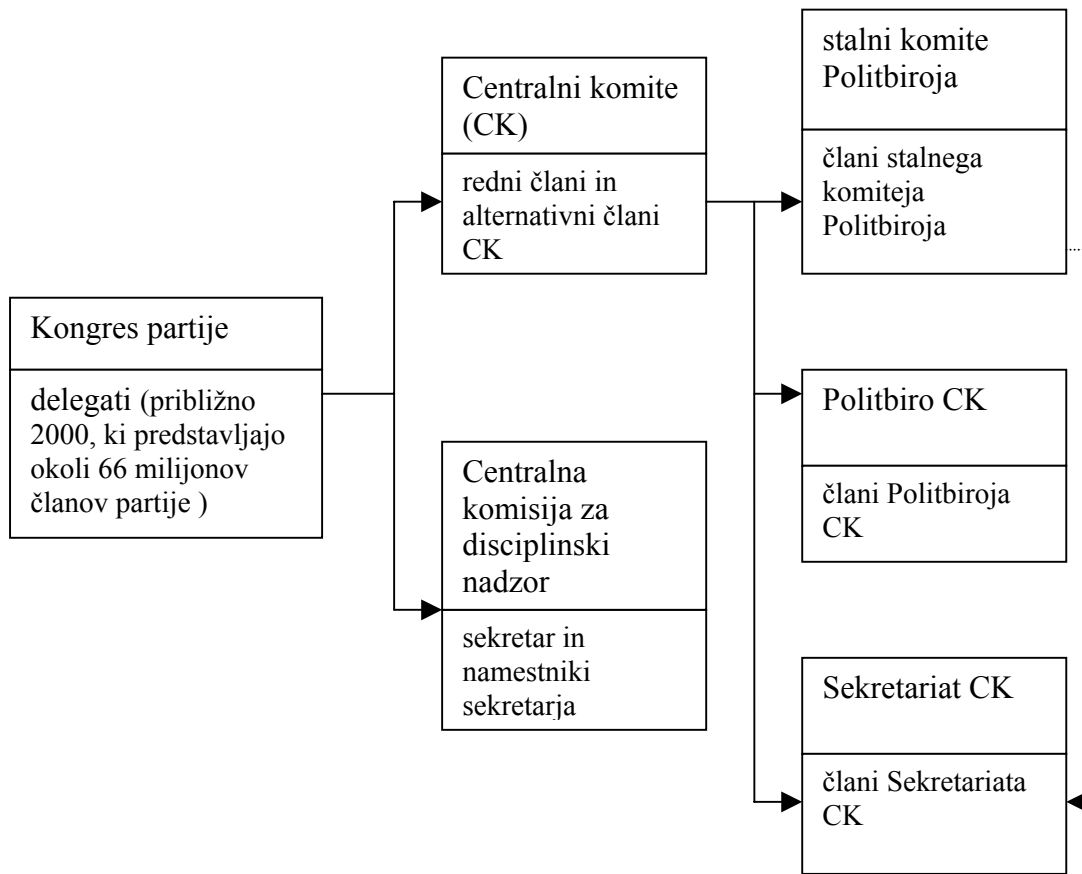 Kongres partije
delegati (približno
2000, ki predstavljajo
okoli 66 milijonov
članov partije )
Centralni komite
(CK)
redni člani in
alternativni člani
CK
Centralna
komisija za
disciplinski
nadzor
sekretar in
namestniki
sekretarja
stalni komite
Politbiroja
člani stalnega
komiteja
Politbiroja
Politbiro CK
člani Politbiroja
CK
Sekretariat CK
člani Sekretariata
CK